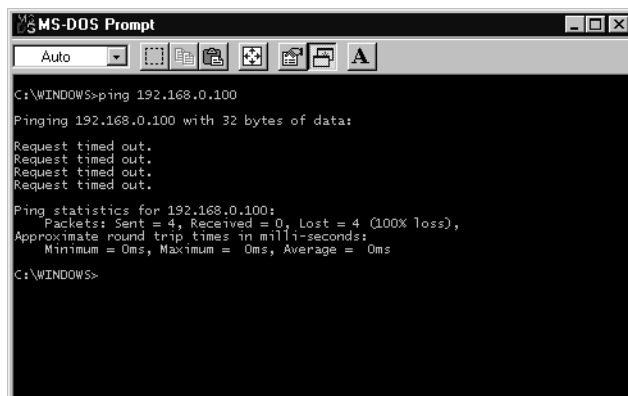 MS-DOS Prompt
Auto
A
C:\WINDOWS>ping 192.168.0.100
Pinging 192.168.0.100 with 32 bytes of data:
Request timed out.
Request timed out.
Request timed out.
Request timed out.
Ping statistics for 192.168.0.100:
    Packets: Sent = 4, Received = 0, Lost = 4 (100% loss),
Approximate round trip times in milli-seconds:
    Minimum = 0ms, Maximum =  0ms, Average =  0ms
C:\WINDOWS>